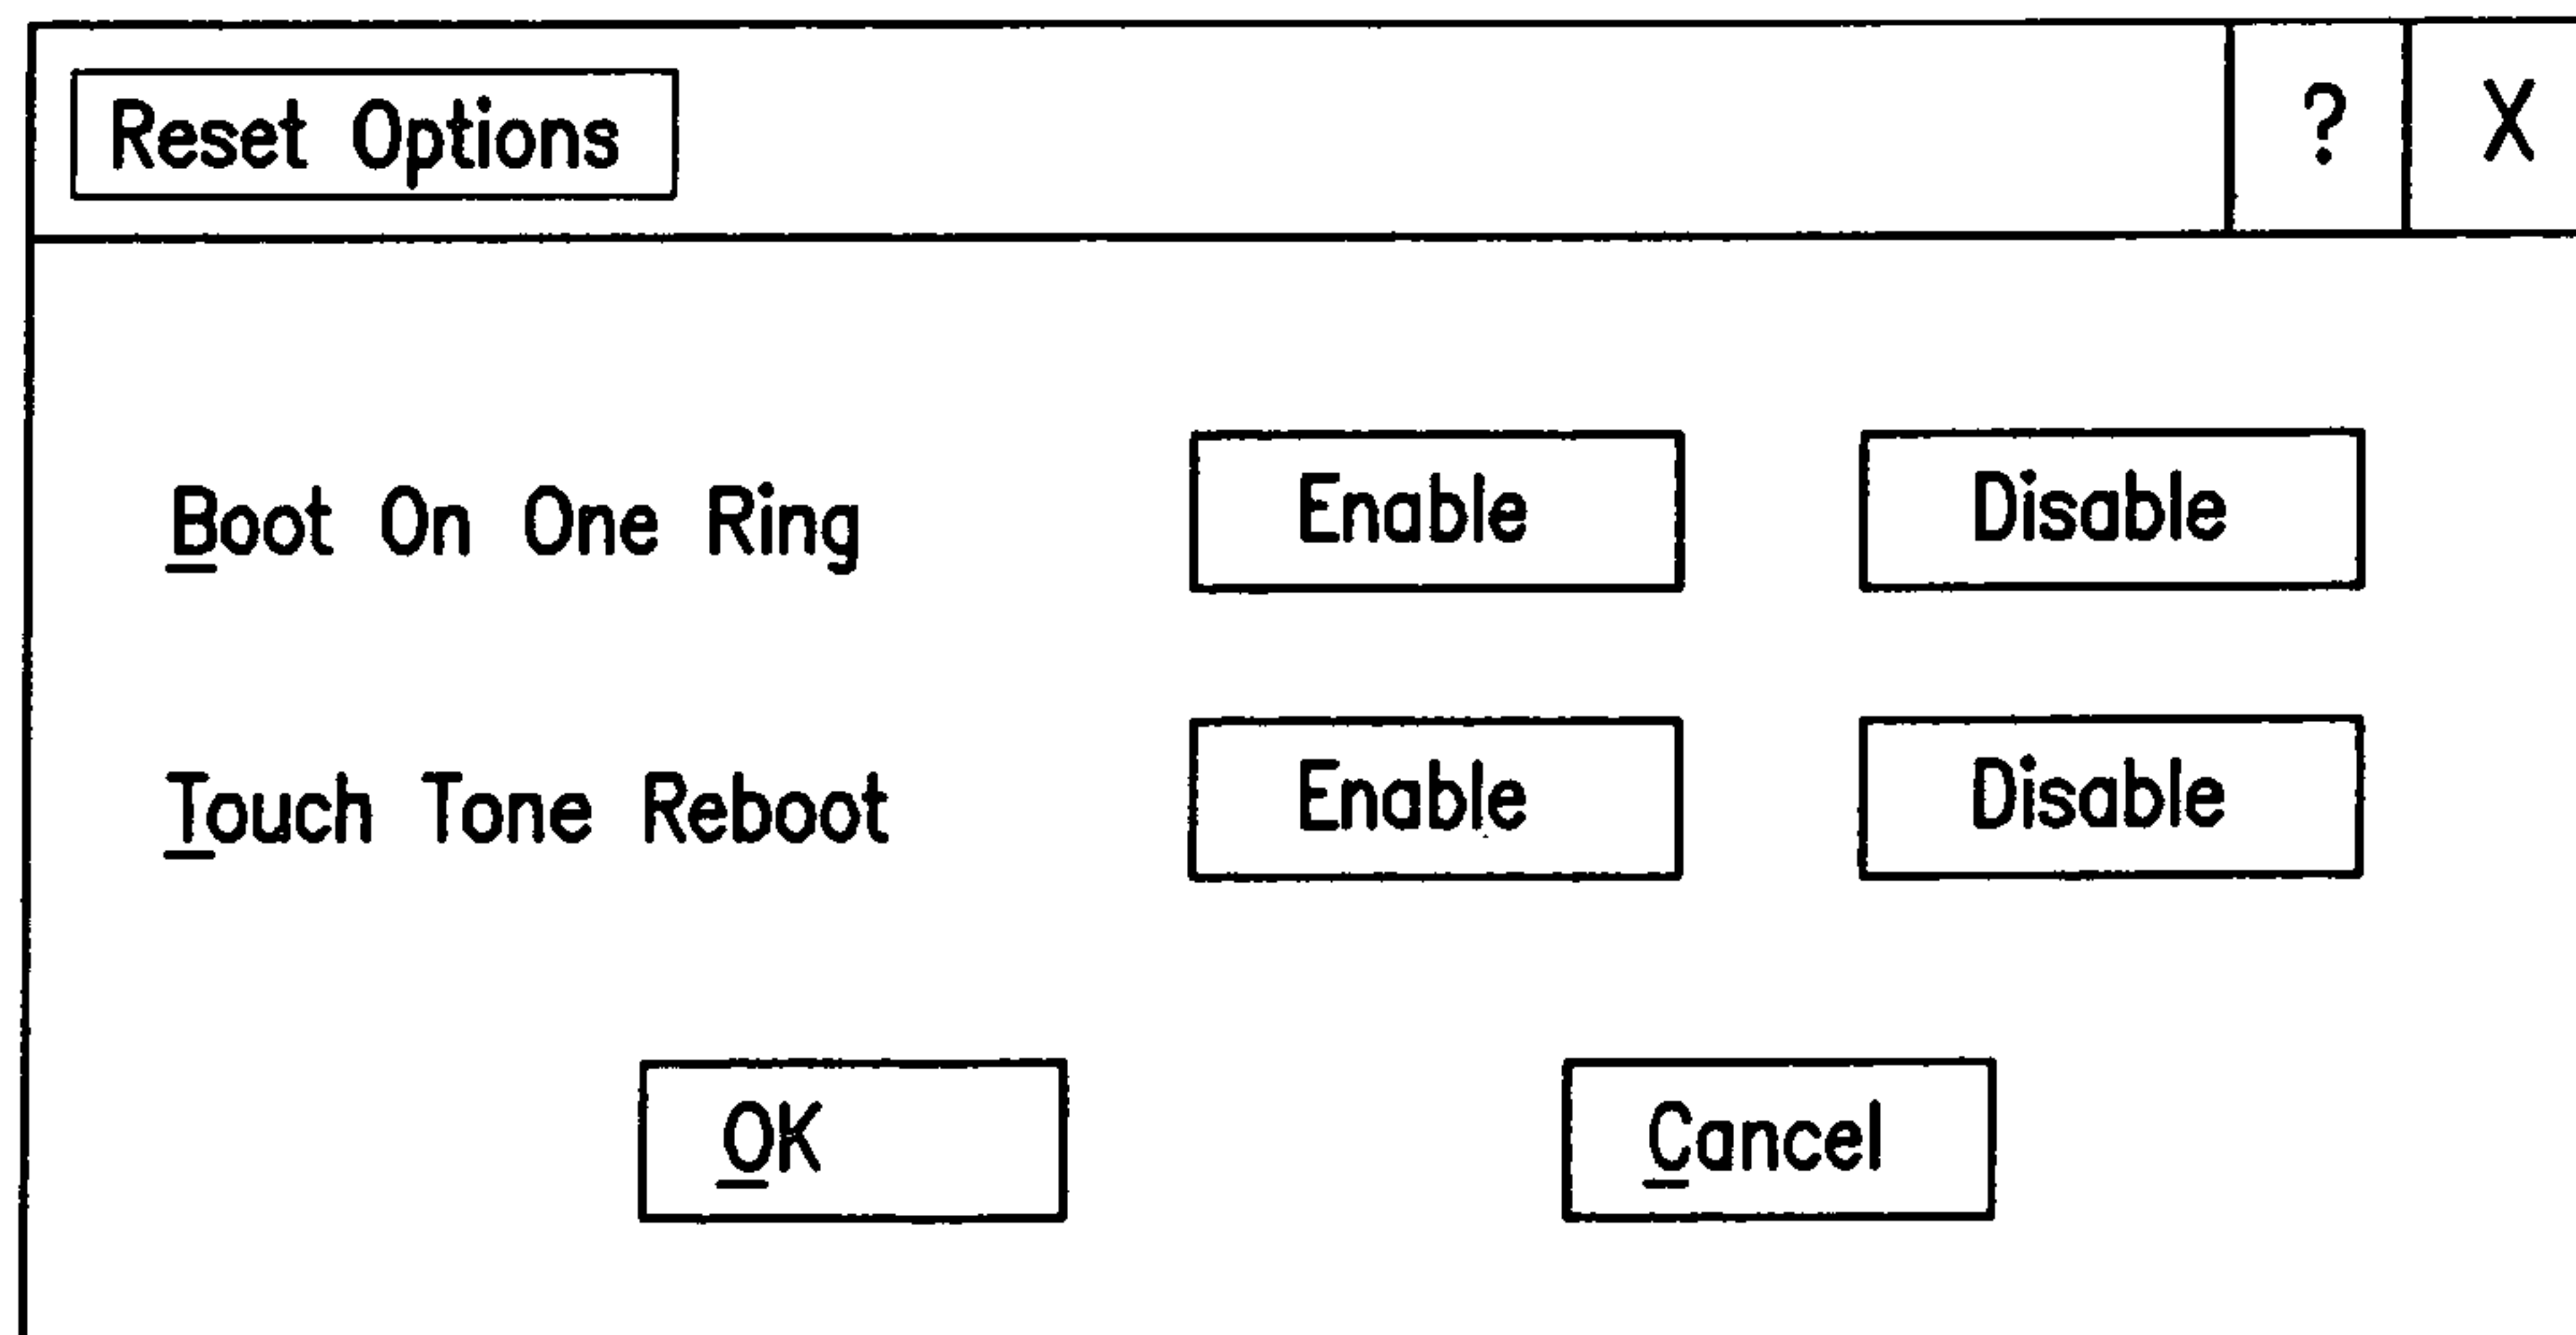 Reset Options ? X
Boot On One Ring Enable Disable
Touch Tone Reboot Enable Disable
OK Cancel